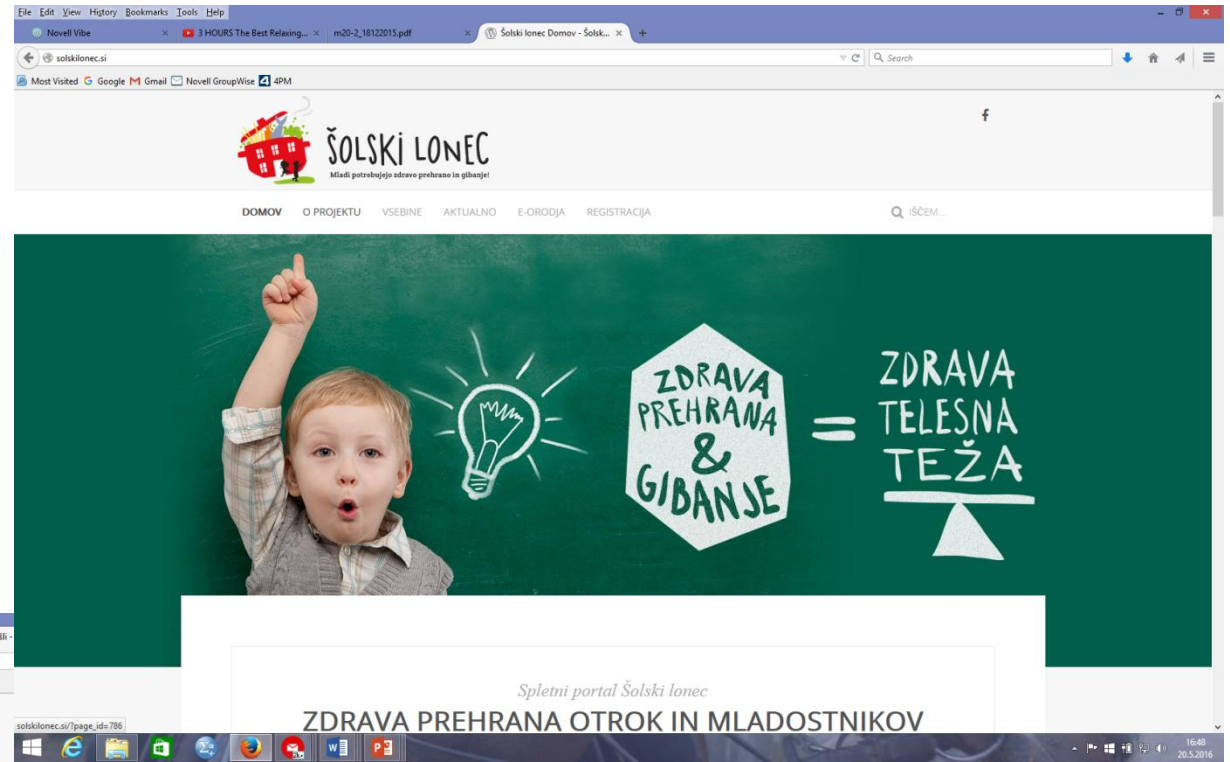 File Edit View History Bookmarks Tools Help
Novell Vibe
3 HOURS The Best Relaxing...
m20-2_18122015.pdf
Šolski lonec Domov - Šolsk...
solskilonec.si
Search
Most Visited Google Gmail Novell GroupWise 4PM
ŠOLSKi LONEC
Mladi potrebujejo zdravo prehrano in gibanje!
DOMOV O PROJEKTU VSEBINE AKTUALNO E-ORODJA REGISTRACIJA
IŠČEM...
ZDRAVA
PREHRANA
&
GIBANJE
=
ZDRAVA
TELESNA
TEŽA
Spletni portal Šolski lonec
ZDRAVA PREHRANA OTROK IN MLADOSTNIKOV
solskilonec.si/?page_id=786
16:48
20.5.2016